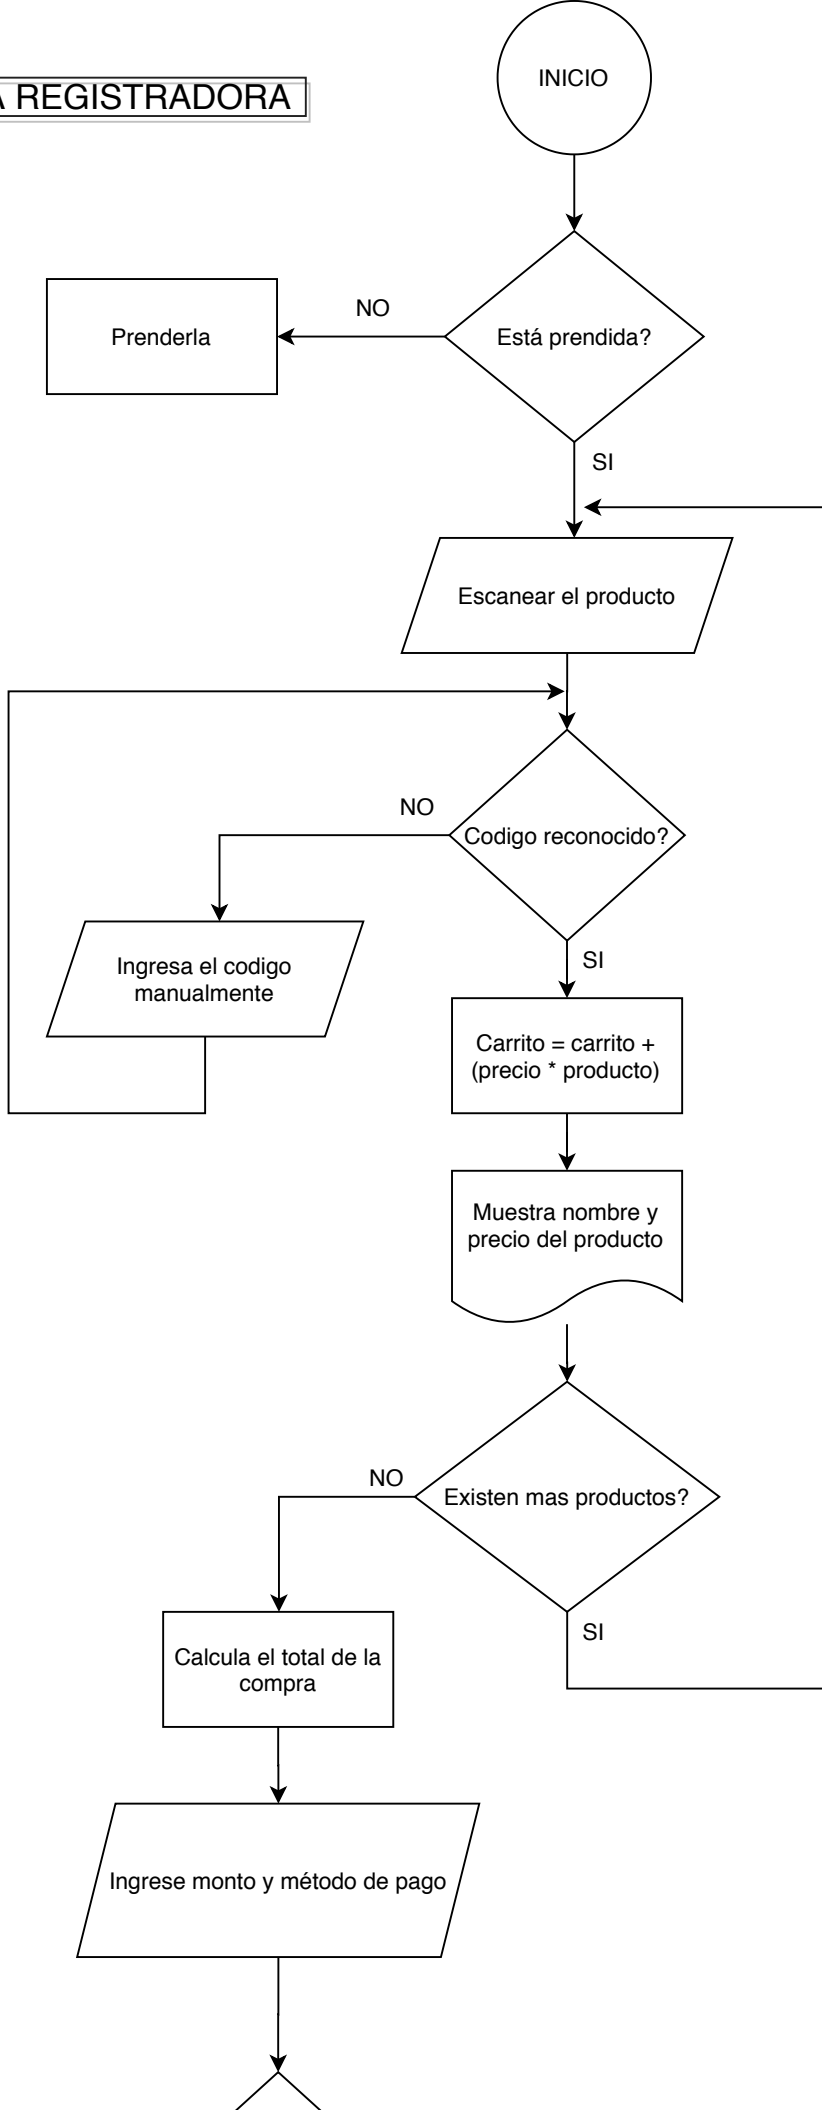 INICIO
A REGISTRADORA
NO
Prenderla
Está prendida?
SI
Escanear el producto
NO
Codigo reconocido?
Ingresa el codigo
manualmente
SI
Carrito = carrito +
(precio * producto)
Muestra nombre y
precio del producto
NO
Existen mas productos?
SI
Calcula el total de la
compra
Ingrese monto y método de pago